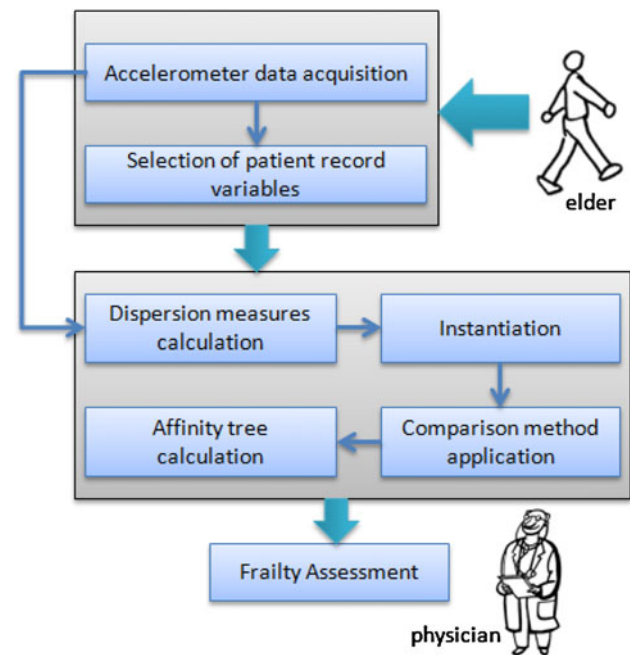 Accelerometer data acquisition
Selection of patient record
variables
elder
Dispersion measures
calculation
Instantiation
Affinity tree
calculation
Comparison method
application
Frailty Assessment
physician